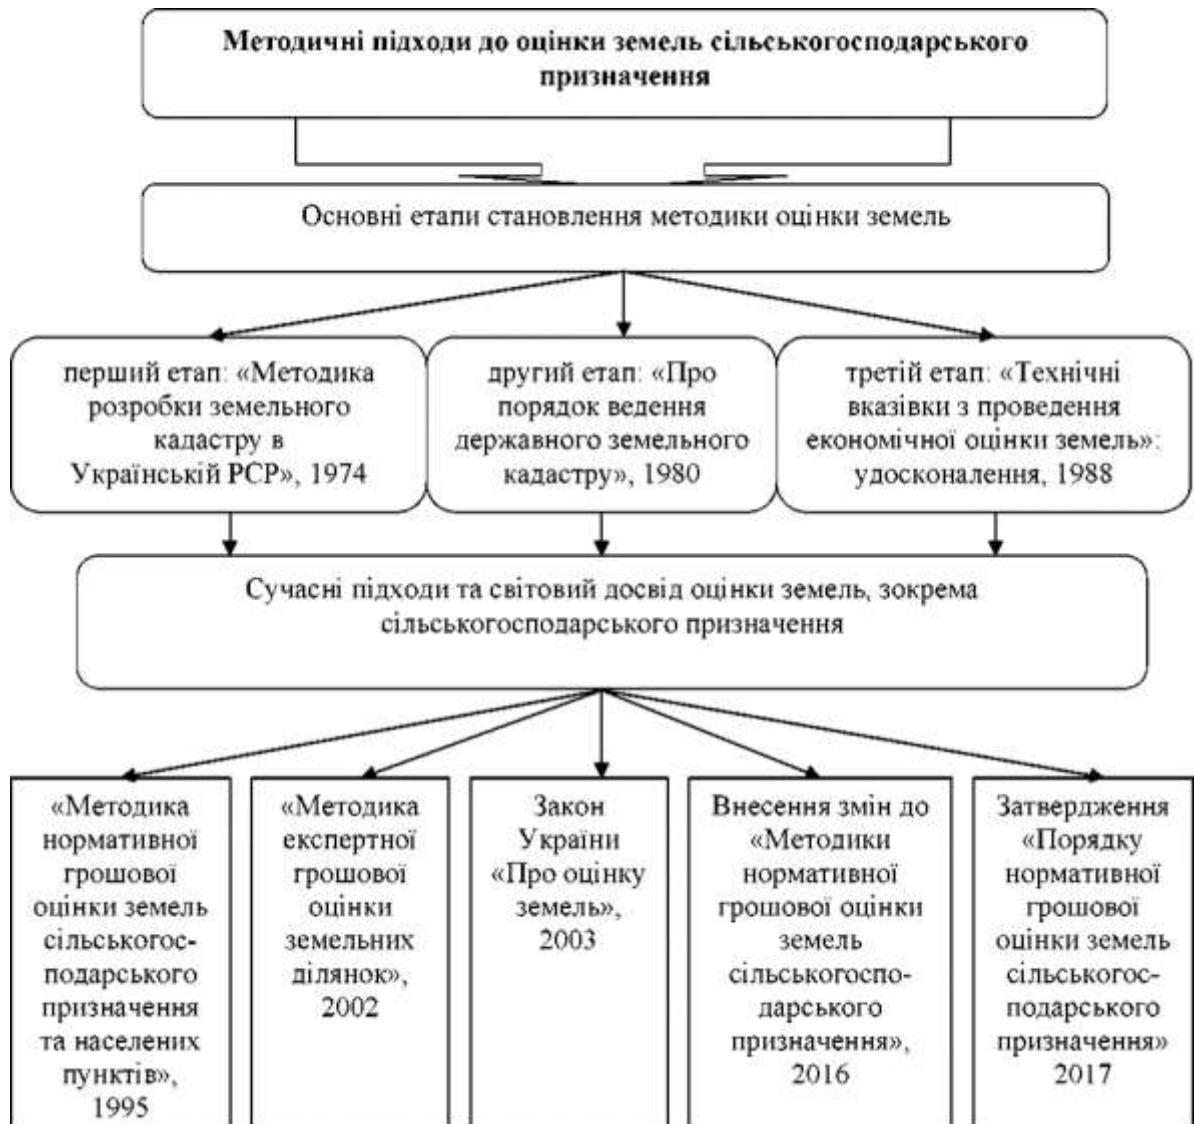 Методичні підходи до оцінки земель сільськогосподарського
призначення
Основні етапи становлення методики оцінки земель
перший етап: «Методика
розробки земельного
кадастру в
Українській РСР», 1974
другий етап: «Про
порядок ведення
державного земельного
кадастру», 1980
третій етап: «Технічні
вказівки з проведення
економічної оцінки земель»:
удосконалення, 1988
Сучасні підходи та світовий досвід оцінки земель, зокрема
сільськогосподарського призначення
«Методика
нормативної
грошової
оцінки земель
сільськогос-
подарського
призначення
та населених
пунктів»,
1995
«Методика
експертної
грошової
оцінки
земельних
ділянок»,
2002
Закон
України
«Про оцінку
земель»,
2003
Внесення змін до
«Методики
нормативної
грошової оцінки
земель
сільськогоспо-
дарського
призначення»,
2016
Затвердження
«Порядку
нормативної
грошової
оцінки земель
сільськогос-
подарського
призначення»
2017